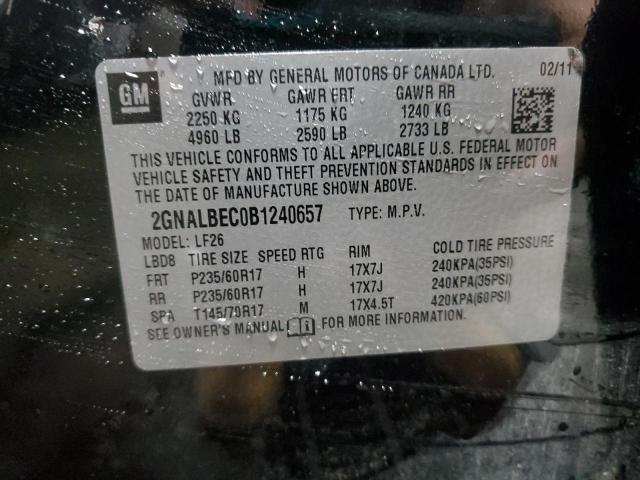 GM
MFD BY GENERAL MOTORS OF CANADA LTD. 02/11
GVWR GAWR FRT GAWR RR
2250 KG 1175 KG 1240 KG
4960 LB 2590 LB 2733 LB
THIS VEHICLE CONFORMS TO ALL APPLICABLE U.S. FEDERAL MOTOR
VEHICLE SAFETY AND THEFT PREVENTION STANDARDS IN EFFECT ON
THE DATE OF MANUFACTURE SHOWN ABOVE.
2GNALBEC0B1240657 TYPE: M.P.V.
MODEL: LF26
LBD8 TIRE SIZE SPEED RTG RIM COLD TIRE PRESSURE
FRT P235/60R17 H 17X7J 240KPA(35PSI)
RR P235/60R17 H 17X7J 240KPA(35PSI)
SPA T145/70R17 M 17X4.5T 420KPA(60PSI)
SEE OWNER'S MANUAL FOR MORE INFORMATION.